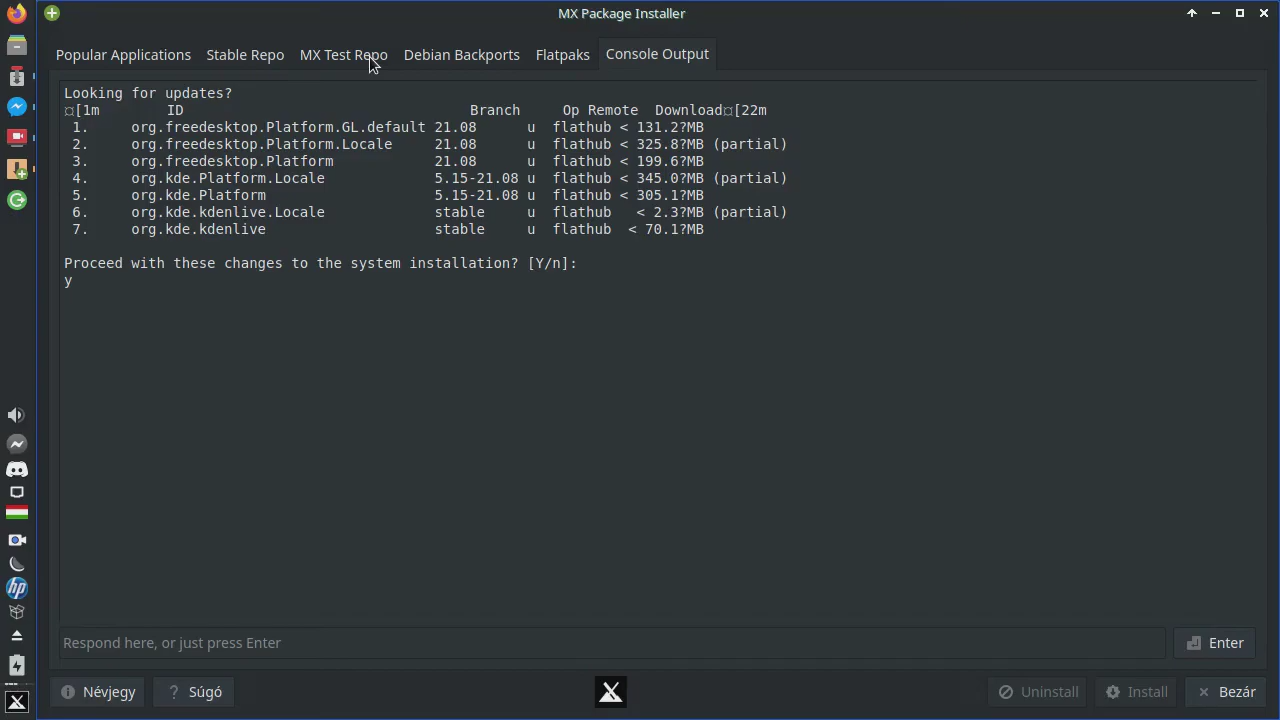 MX Package Installer
Popular Applications Stable Repo MX Test Repo Debian Backports Flatpaks Console Output
Looking for updates?
¤[1m ID Branch Op Remote Download¤[22m
1. org.freedesktop.Platform.GL.default 21.08 u flathub < 131.2?MB
2. org.freedesktop.Platform.Locale 21.08 u flathub < 325.8?MB (partial)
3. org.freedesktop.Platform 21.08 u flathub < 199.6?MB
4. org.kde.Platform.Locale 5.15-21.08 u flathub < 345.0?MB (partial)
5. org.kde.Platform 5.15-21.08 u flathub < 305.1?MB
6. org.kde.kdenlive.Locale stable u flathub < 2.3?MB (partial)
7. org.kde.kdenlive stable u flathub < 70.1?MB
Proceed with these changes to the system installation? [Y/n]:
y
Respond here, or just press Enter
Enter
hp
Névjegy ? Súgó Uninstall Install Bezár